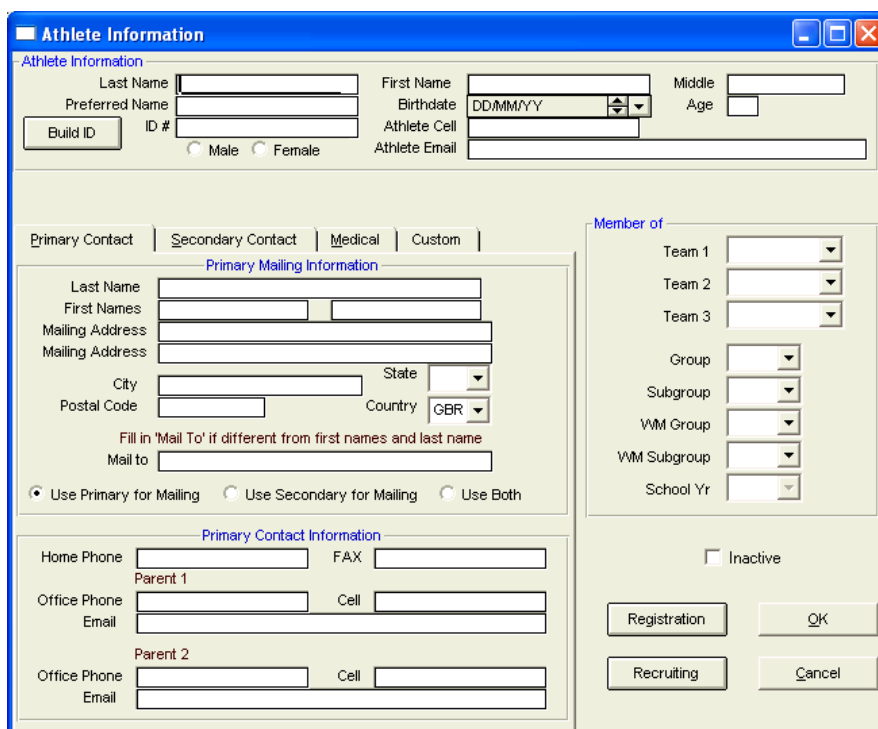 Athlete Information
Athlete Information
Last Name First Name Middle
Preferred Name Birthdate DD/MM/YY Age
Build ID ID # Athlete Cell
Male Female Athlete Email
Primary Contact Secondary Contact Medical Custom
Primary Mailing Information
Last Name
First Names
Mailing Address
Mailing Address
City State
Postal Code Country GBR
Fill in 'Mail To' if different from first names and last name
Mail to
Use Primary for Mailing Use Secondary for Mailing Use Both
Primary Contact Information
Home Phone FAX
Parent 1
Office Phone Cell
Email
Parent 2
Office Phone Cell
Email
Member of
Team 1
Team 2
Team 3
Group
Subgroup
WM Group
WM Subgroup
School Yr
Inactive
Registration OK
Recruiting Cancel